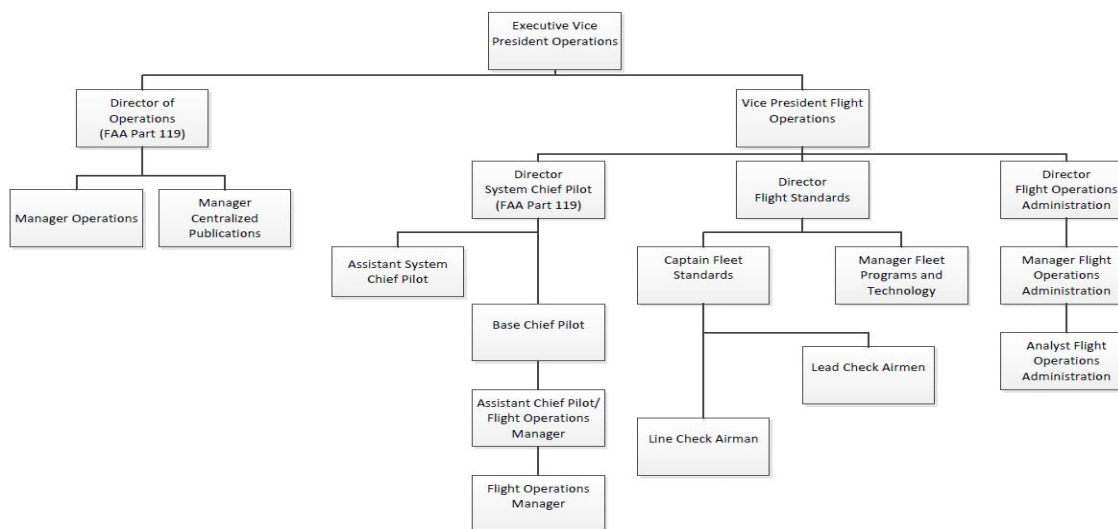 Executive Vice
President Operations
Director of
Operations
(FAA Part 119)
Vice President Flight
Operations
Manager Operations
Manager
Centralized
Publications
Director
System Chief Pilot
(FAA Part 119)
Director
Flight Standards
Director
Flight Operations
Administration
Assistant System
Chief Pilot
Captain Fleet
Standards
Manager Fleet
Programs and
Technology
Manager Flight
Operations
Administration
Base Chief Pilot
Lead Check Airmen
Analyst Flight
Operations
Administration
Assistant Chief Pilot/
Flight Operations
Manager
Line Check Airman
Flight Operations
Manager